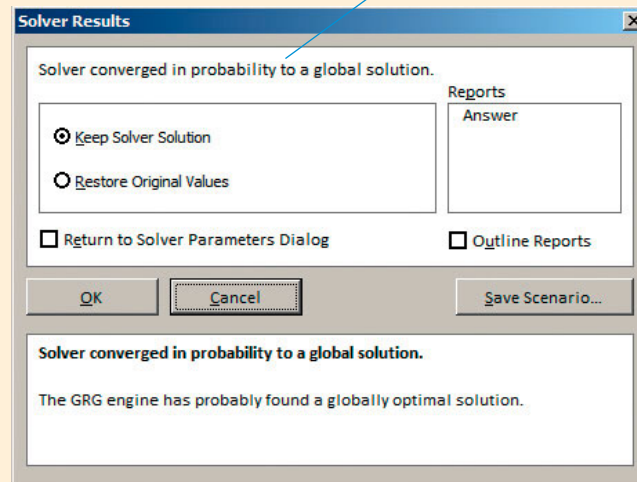 Solver Results
Solver converged in probability to a global solution.
Reports
Answer
Keep Solver Solution
Restore Original Values
Return to Solver Parameters Dialog
Outline Reports
OK
Cancel
Save Scenario...
Solver converged in probability to a global solution.
The GRG engine has probably found a globally optimal solution.